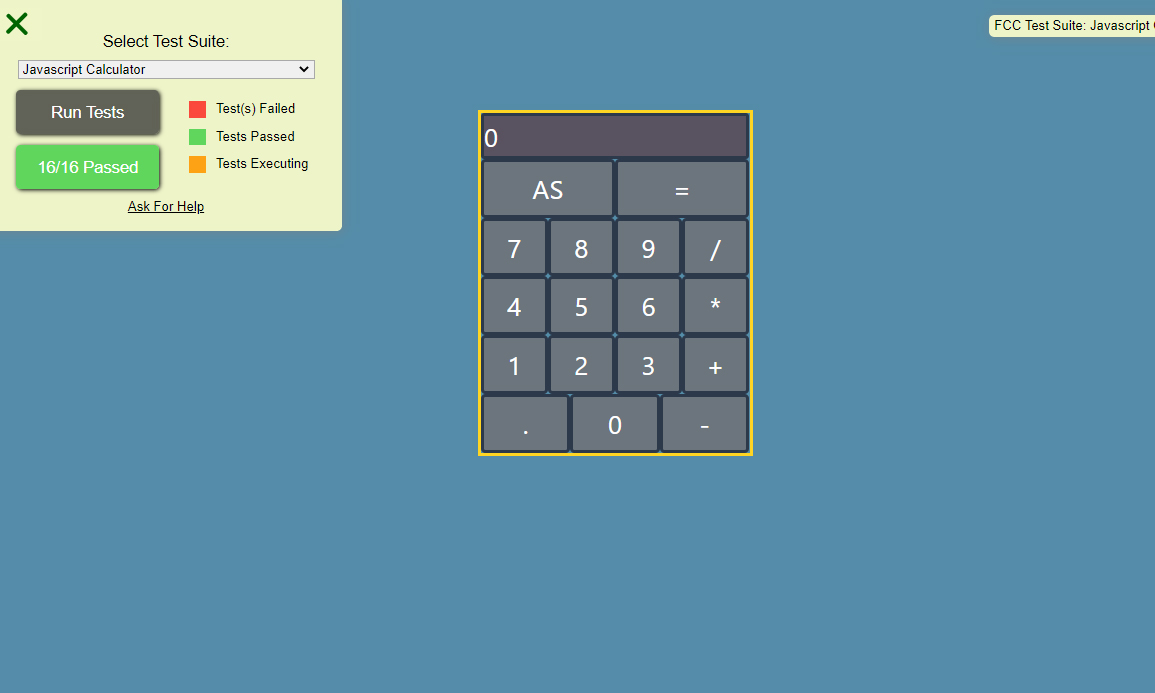 Select Test Suite:
Javascript Calculator
Run Tests
Test(s) Failed
Tests Passed
16/16 Passed
Tests Executing
Ask For Help
FCC Test Suite: Javascript
0
AS =
7 8 9 /
4 5 6 *
1 2 3 +
. 0 -